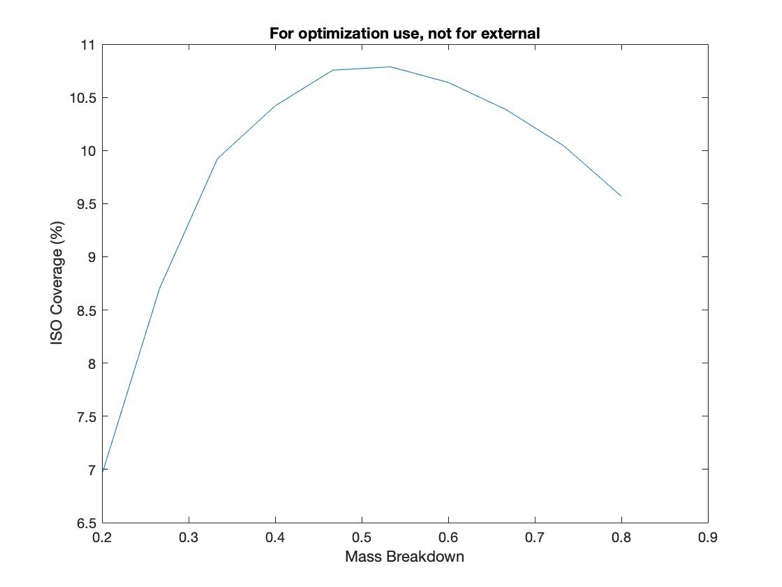 For optimization use, not for external
11
10.5
10
9.5
9
8.5
8
7.5
7
6.5
ISO Coverage (%)
0.2 0.3 0.4 0.5 0.6 0.7 0.8 0.9
Mass Breakdown